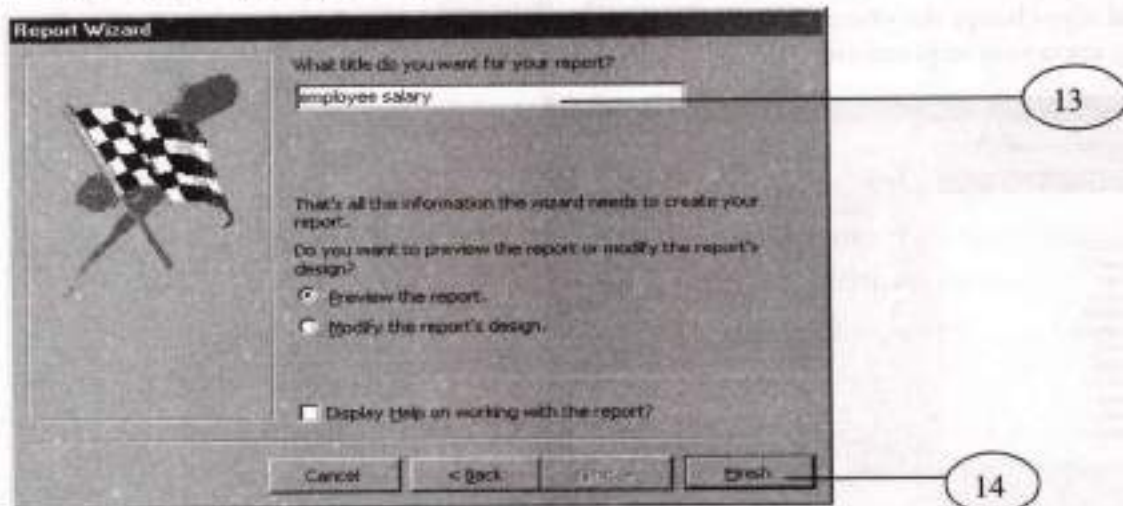 Report Wizard
What title do you want for your report?
employee salary
13
That's all the information the wizard needs to create your
report.
Do you want to preview the report or modify the report's
design?
Preview the report.
Modify the report's design.
Display Help on working with the report?
Cancel
< Back
Finish
14